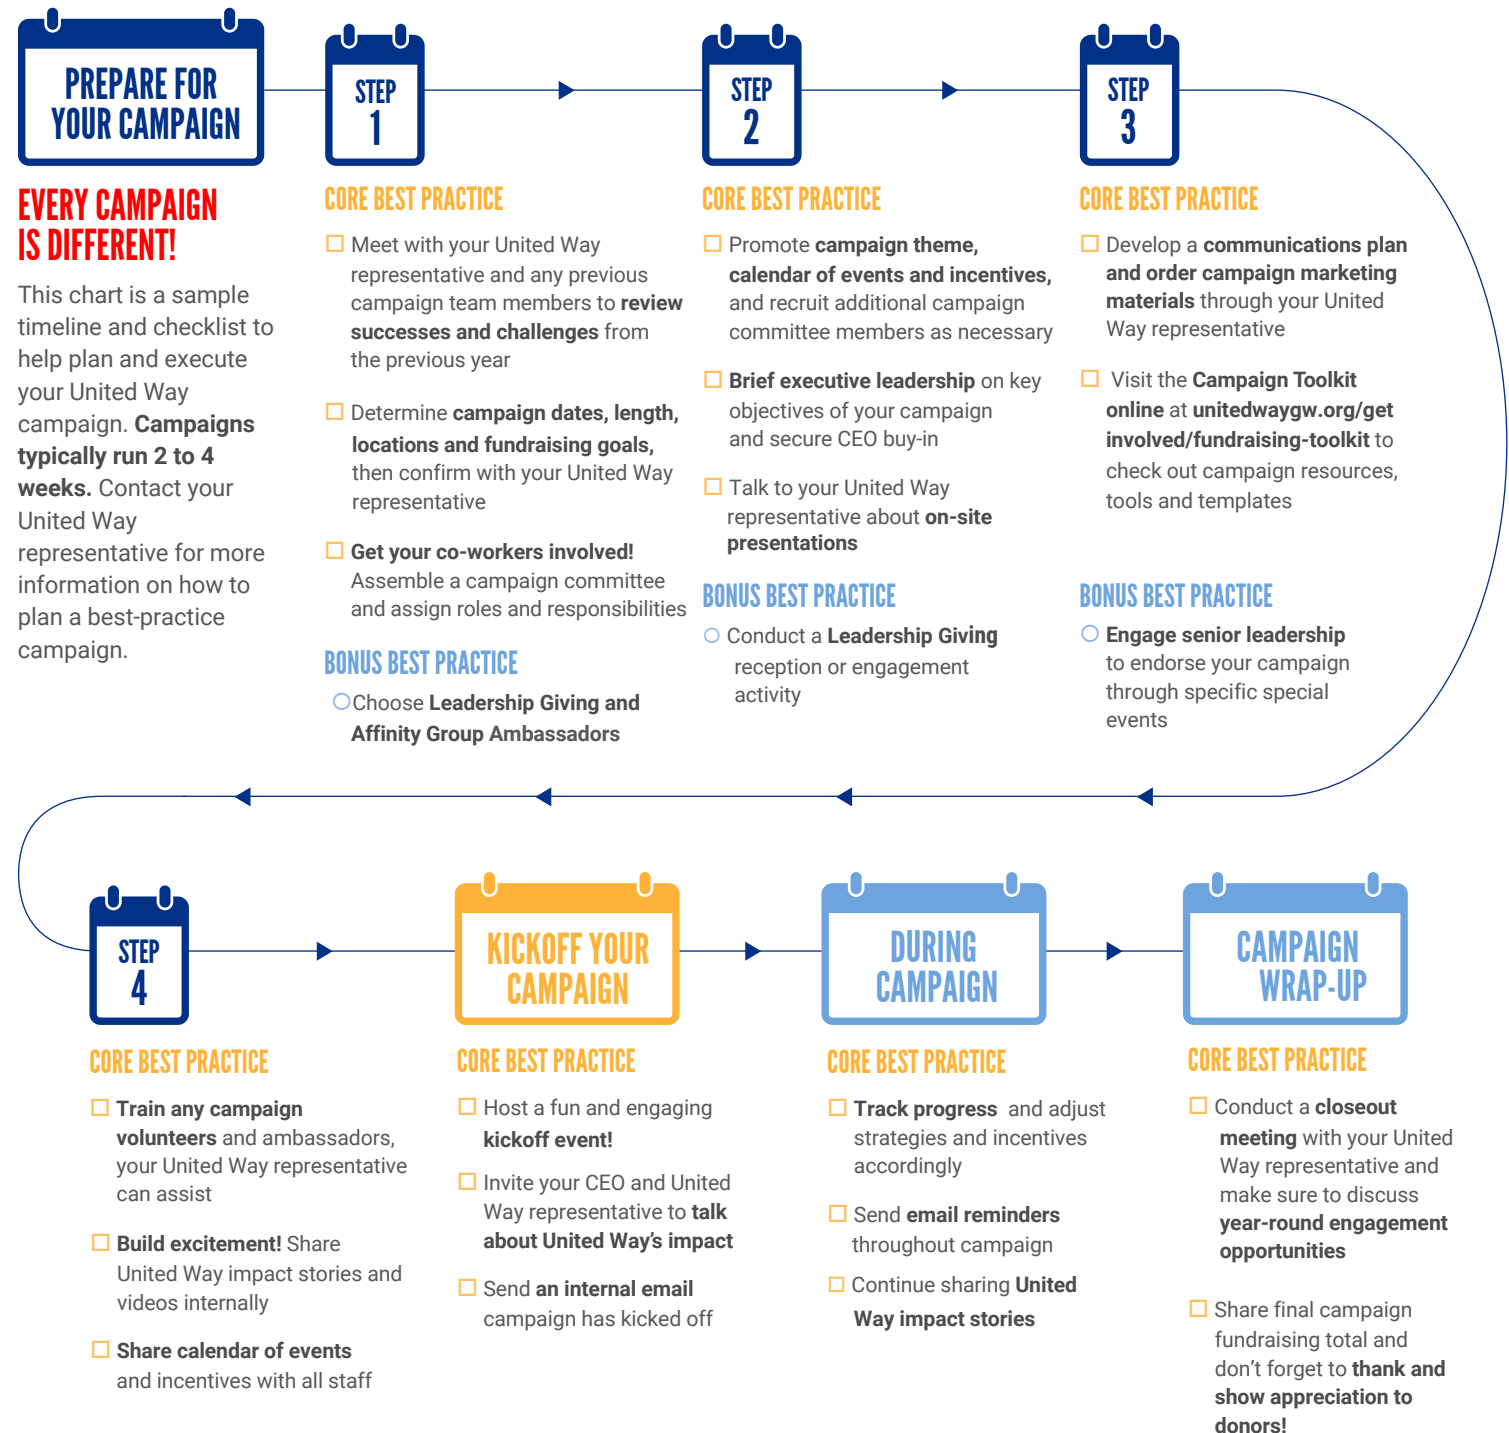 PREPARE FOR
YOUR CAMPAIGN
EVERY CAMPAIGN
IS DIFFERENT!
This chart is a sample
timeline and checklist to
help plan and execute
your United Way
campaign. Campaigns
typically run 2 to 4
weeks. Contact your
United Way
representative for more
information on how to
plan a best-practice
campaign.
STEP
1
CORE BEST PRACTICE
Meet with your United Way
representative and any previous
campaign team members to review
successes and challenges from
the previous year
Determine campaign dates, length,
locations and fundraising goals,
then confirm with your United Way
representative
Get your co-workers involved!
Assemble a campaign committee
and assign roles and responsibilities
BONUS BEST PRACTICE
Choose Leadership Giving and
Affinity Group Ambassadors
STEP
2
CORE BEST PRACTICE
Promote campaign theme,
calendar of events and incentives,
and recruit additional campaign
committee members as necessary
Brief executive leadership on key
objectives of your campaign
and secure CEO buy-in
Talk to your United Way
representative about on-site
presentations
BONUS BEST PRACTICE
Conduct a Leadership Giving
reception or engagement
activity
STEP
3
CORE BEST PRACTICE
Develop a communications plan
and order campaign marketing
materials through your United
Way representative
Visit the Campaign Toolkit
online at unitedwaygw.org/get
involved/fundraising-toolkit to
check out campaign resources,
tools and templates
BONUS BEST PRACTICE
Engage senior leadership
to endorse your campaign
through specific special
events
STEP
4
CORE BEST PRACTICE
Train any campaign
volunteers and ambassadors,
your United Way representative
can assist
Build excitement! Share
United Way impact stories and
videos internally
Share calendar of events
and incentives with all staff
KICKOFF YOUR
CAMPAIGN
CORE BEST PRACTICE
Host a fun and engaging
kickoff event!
Invite your CEO and United
Way representative to talk
about United Way's impact
Send an internal email
campaign has kicked off
DURING
CAMPAIGN
CORE BEST PRACTICE
Track progress and adjust
strategies and incentives
accordingly
Send email reminders
throughout campaign
Continue sharing United
Way impact stories
CAMPAIGN
WRAP-UP
CORE BEST PRACTICE
Conduct a closeout
meeting with your United
Way representative and
make sure to discuss
year-round engagement
opportunities
Share final campaign
fundraising total and
don't forget to thank and
show appreciation to
donors!